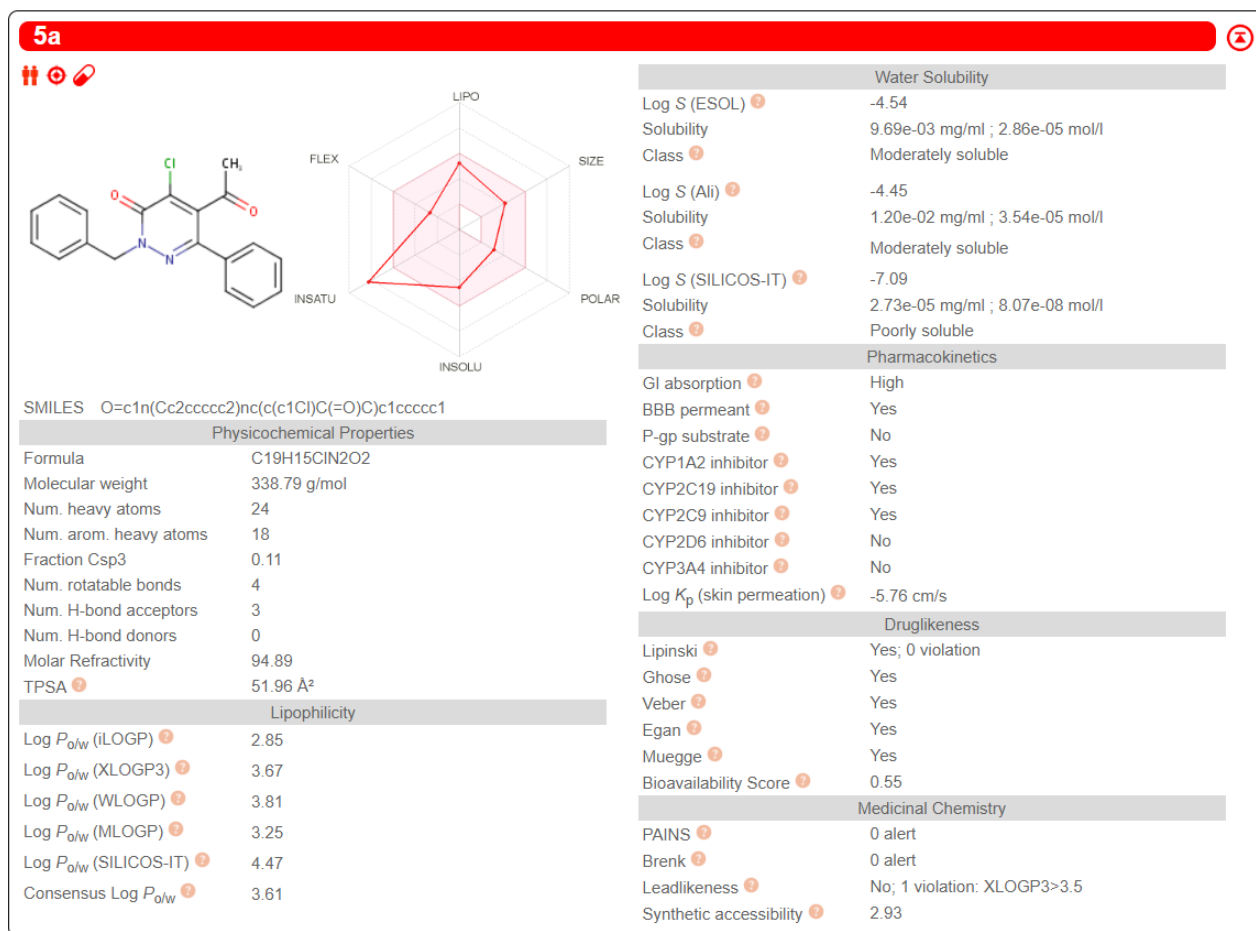 5a
LIPO
FLEX
SIZE
Cl
CH₃
O
O
N
N
INSATU
POLAR
INSOLU
SMILES O=c1n(Cc2ccccc2)nc(c(c1Cl)C(=O)C)c1ccccc1
Physicochemical Properties
Formula C19H15ClN2O2
Molecular weight 338.79 g/mol
Num. heavy atoms 24
Num. arom. heavy atoms 18
Fraction Csp3 0.11
Num. rotatable bonds 4
Num. H-bond acceptors 3
Num. H-bond donors 0
Molar Refractivity 94.89
TPSA ? 51.96 Å²
Lipophilicity
Log Po/w (iLOGP) ? 2.85
Log Po/w (XLOGP3) ? 3.67
Log Po/w (WLOGP) ? 3.81
Log Po/w (MLOGP) ? 3.25
Log Po/w (SILICOS-IT) ? 4.47
Consensus Log Po/w ? 3.61
Water Solubility
Log S (ESOL) ? -4.54
Solubility 9.69e-03 mg/ml ; 2.86e-05 mol/l
Class ? Moderately soluble
Log S (Ali) ? -4.45
Solubility 1.20e-02 mg/ml ; 3.54e-05 mol/l
Class ? Moderately soluble
Log S (SILICOS-IT) ? -7.09
Solubility 2.73e-05 mg/ml ; 8.07e-08 mol/l
Class ? Poorly soluble
Pharmacokinetics
GI absorption ? High
BBB permeant ? Yes
P-gp substrate ? No
CYP1A2 inhibitor ? Yes
CYP2C19 inhibitor ? Yes
CYP2C9 inhibitor ? Yes
CYP2D6 inhibitor ? No
CYP3A4 inhibitor ? No
Log Kp (skin permeation) ? -5.76 cm/s
Druglikeness
Lipinski ? Yes; 0 violation
Ghose ? Yes
Veber ? Yes
Egan ? Yes
Muegge ? Yes
Bioavailability Score ? 0.55
Medicinal Chemistry
PAINS ? 0 alert
Brenk ? 0 alert
Leadlikeness ? No; 1 violation: XLOGP3>3.5
Synthetic accessibility ? 2.93